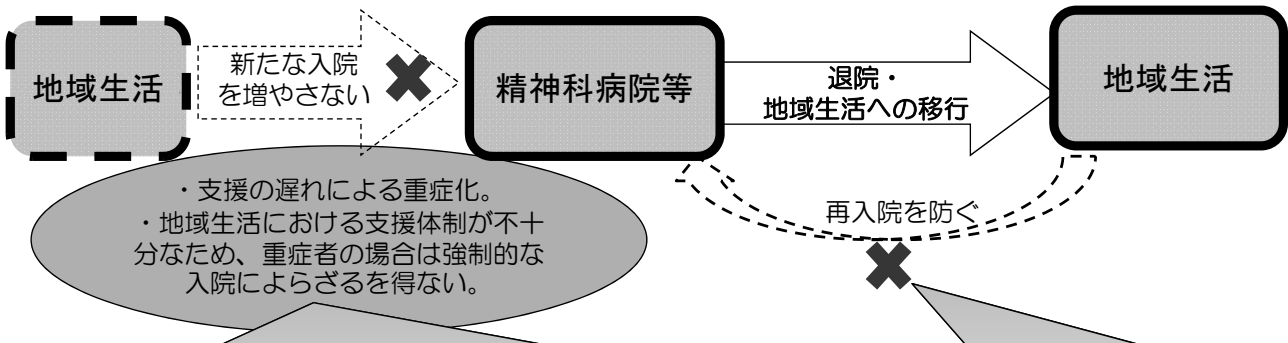 地域生活
新たな入院
を増やさない
精神科病院等
退院・
地域生活への移行
地域生活
・支援の遅れによる重症化。
・地域生活における支援体制が不十
分なため、重症者の場合は強制的な
入院によらざるを得ない。
再入院を防ぐ